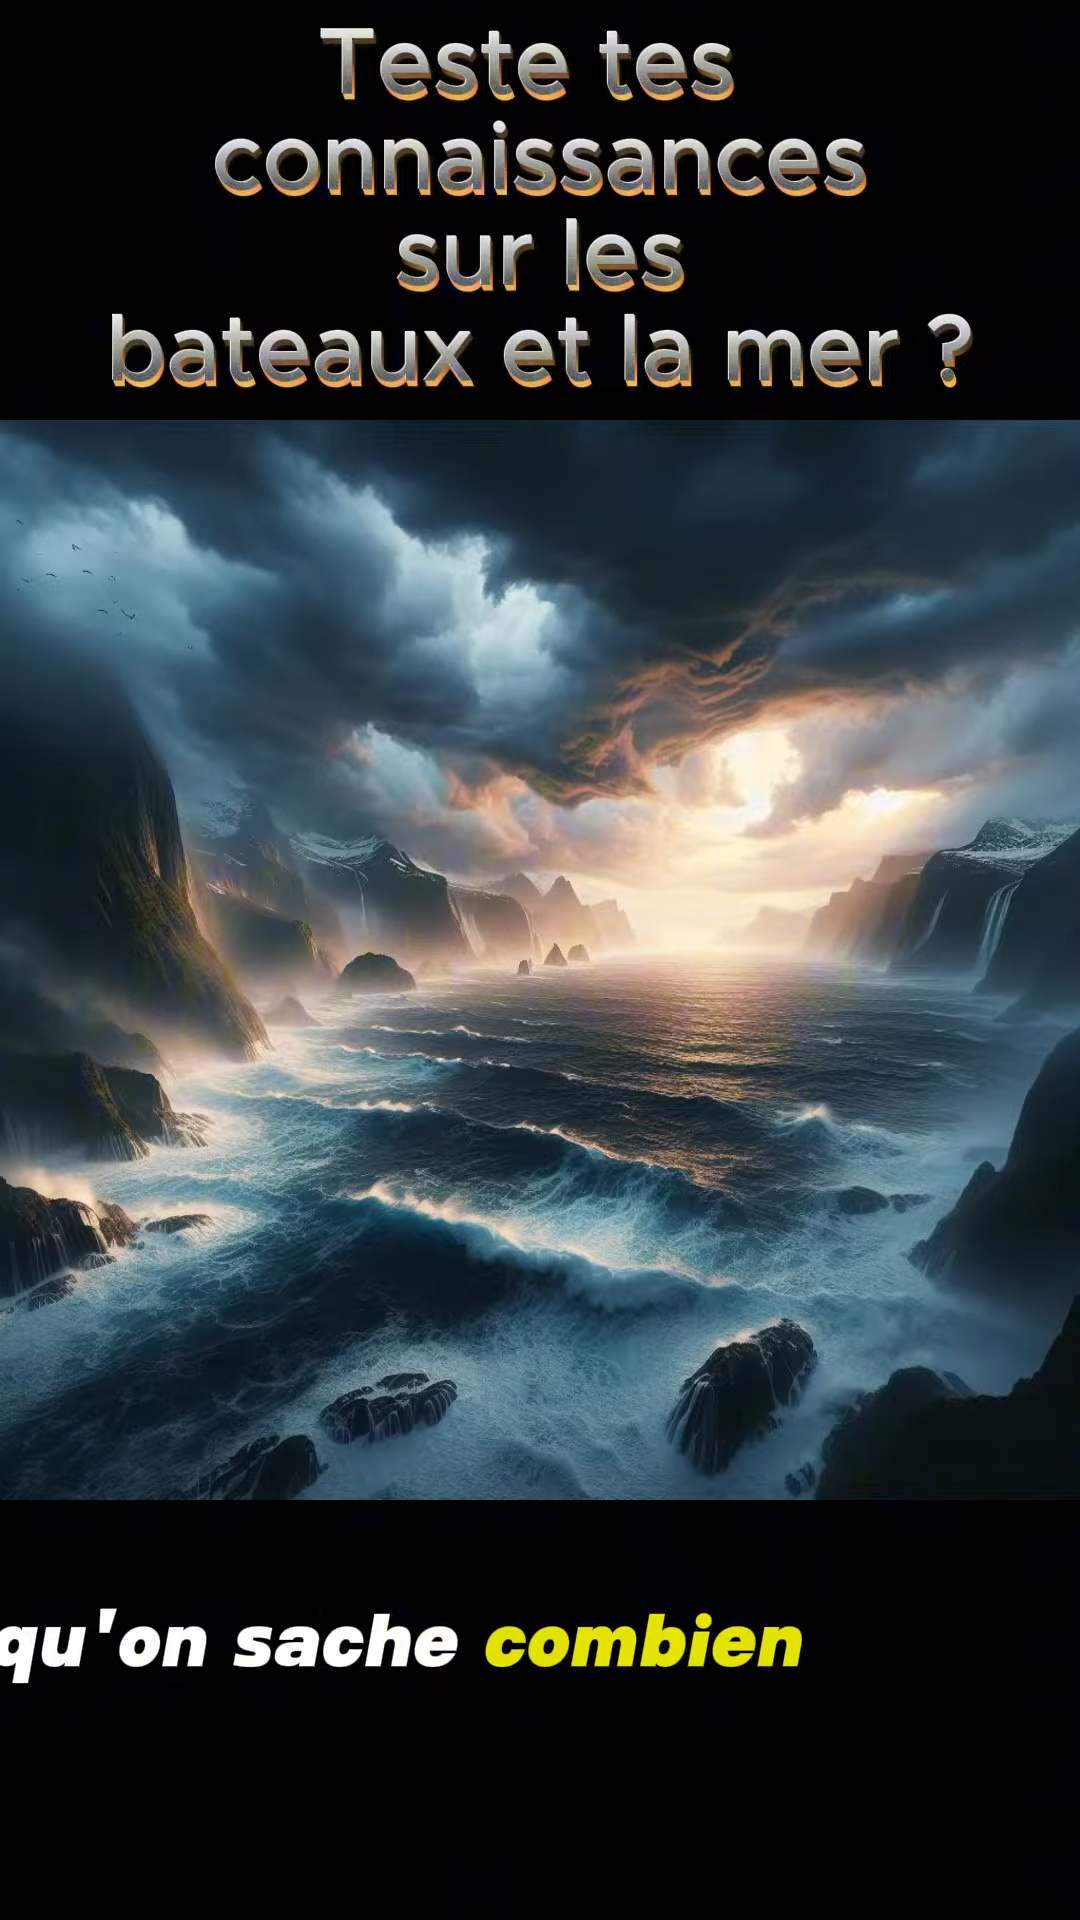 Teste tes
connaissances
sur les
bateaux et la mer ?
qu'on sache combien